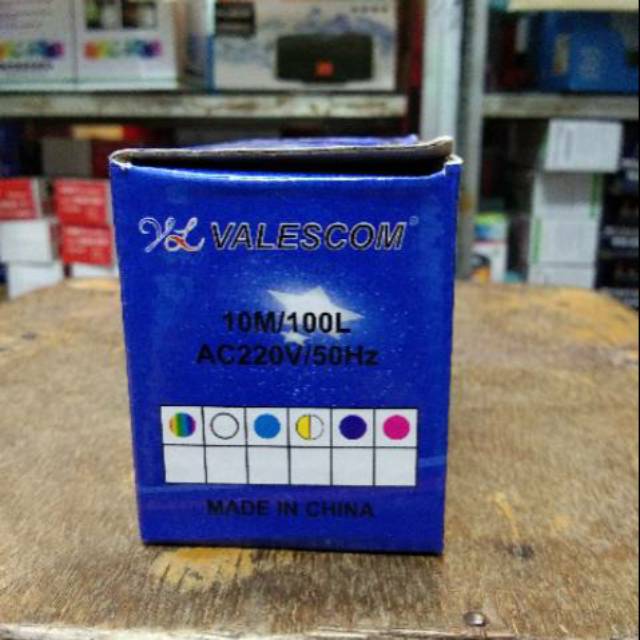 VL VALESCOM®
10M/100L
AC220V/50Hz
MADE IN CHINA